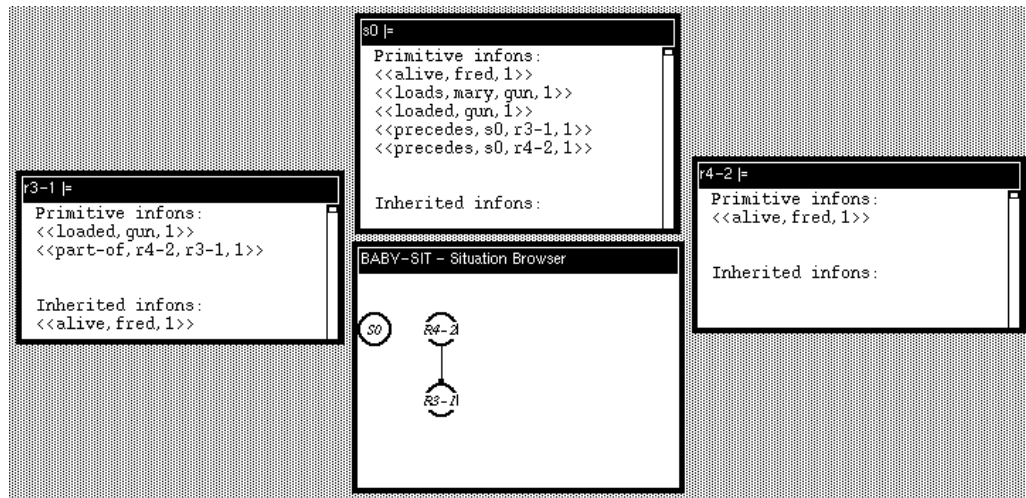 s0 |=
Primitive infons:
<<alive, fred, 1>>
<<loads, mary, gun, 1>>
<<loaded, gun, 1>>
<<precedes, s0, r3-1, 1>>
<<precedes, s0, r4-2, 1>>
Inherited infons:
r3-1 |=
Primitive infons:
<<loaded, gun, 1>>
<<part-of, r4-2, r3-1, 1>>
Inherited infons:
<<alive, fred, 1>>
r4-2 |=
Primitive infons:
<<alive, fred, 1>>
Inherited infons:
BABY-SIT - Situation Browser
S0
R4-2
R3-1